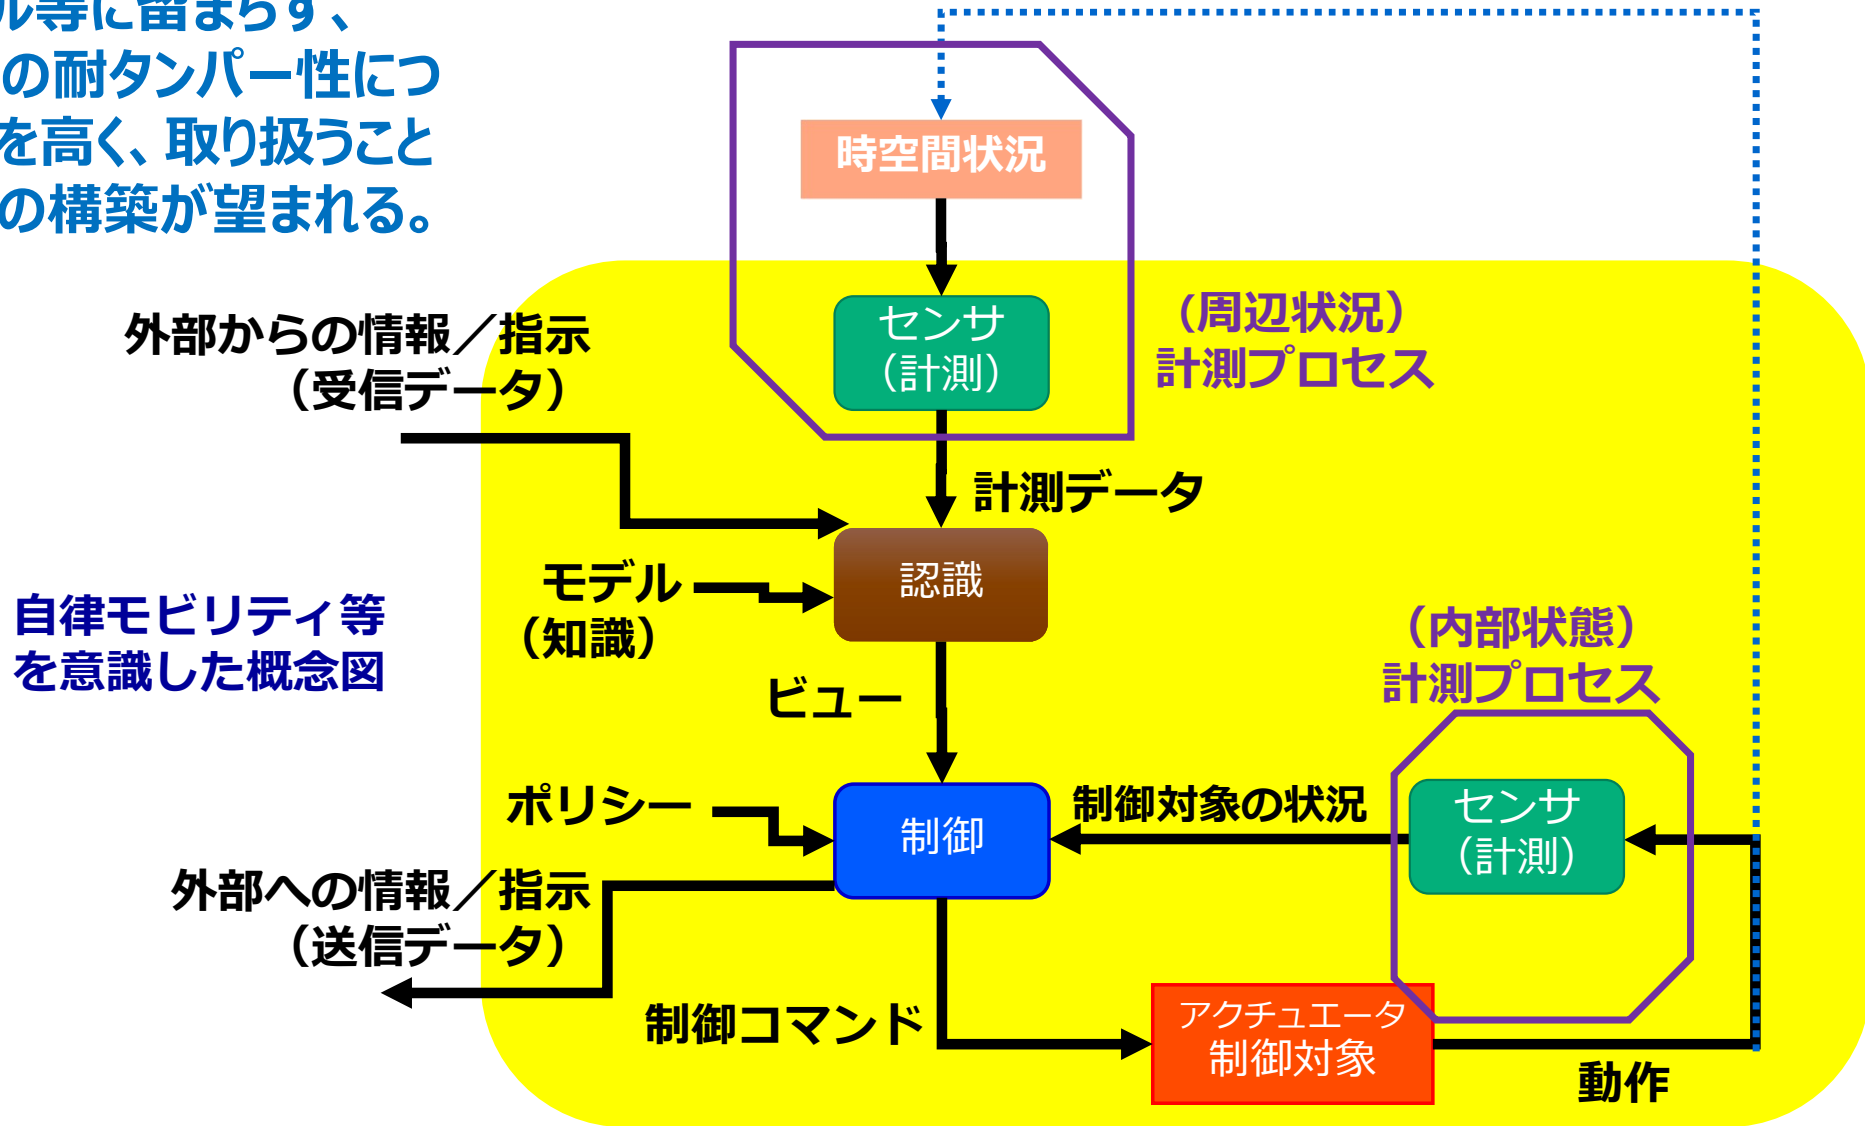 ル等に留まらず、
の耐タンパー性につ
を高く、取り扱うこと
の構築が望まれる。
時空間状況
センサ
（計測）
（周辺状況）
計測プロセス
外部からの情報／指示
（受信データ）
計測データ
認識
モデル
（知識）
自律モビリティ等
を意識した概念図
（内部状態）
計測プロセス
ビュー
ポリシー
制御
制御対象の状況
センサ
（計測）
外部への情報／指示
（送信データ）
制御コマンド
アクチュエータ
制御対象
動作